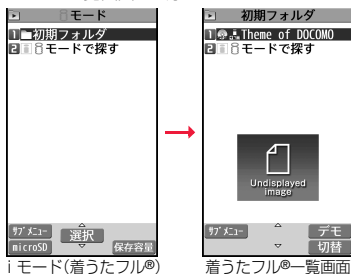 iモード
1 初期フォルダ
2 iモードで探す
サブメニュー
選択
microSD
保存容量
iモード(着うたフル®)
初期フォルダ
1 Theme of DOCOMO
2 iモードで探す
Undisplayed
image
サブメニュー
デモ
切替
着うたフル®一覧画面